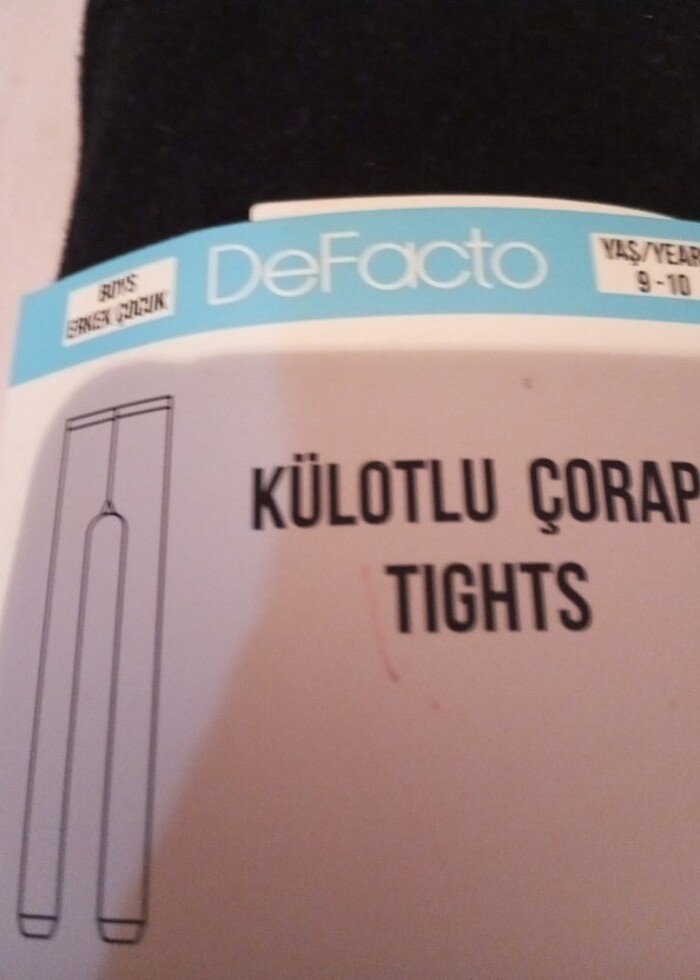 DeFacto
YAŞ/YEAR
9-10
BOYS
ERKEK ÇOCUK
KÜLOTLU ÇORAP
TIGHTS